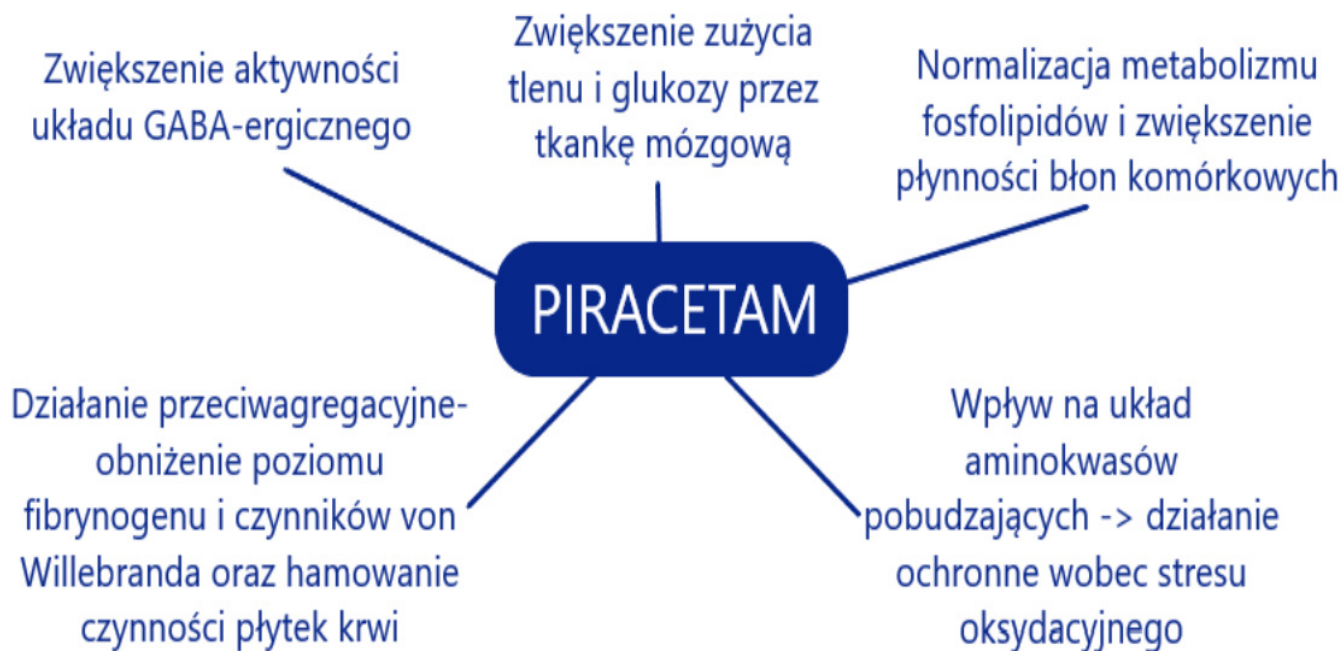 Zwiększenie aktywności
układu GABA-ergicznego
Zwiększenie zużycia
tlenu i glukozy przez
tkankę mózgową
Normalizacja metabolizmu
fosfolipidów i zwiększenie
płynności błon komórkowych
PIRACETAM
Działanie przeciwagregacyjne-
obniżenie poziomu
fibrynogenu i czynników von
Willebranda oraz hamowanie
czynności płytek krwi
Wpływ na układ
aminokwasów
pobudzających -> działanie
ochronne wobec stresu
oksydacyjnego